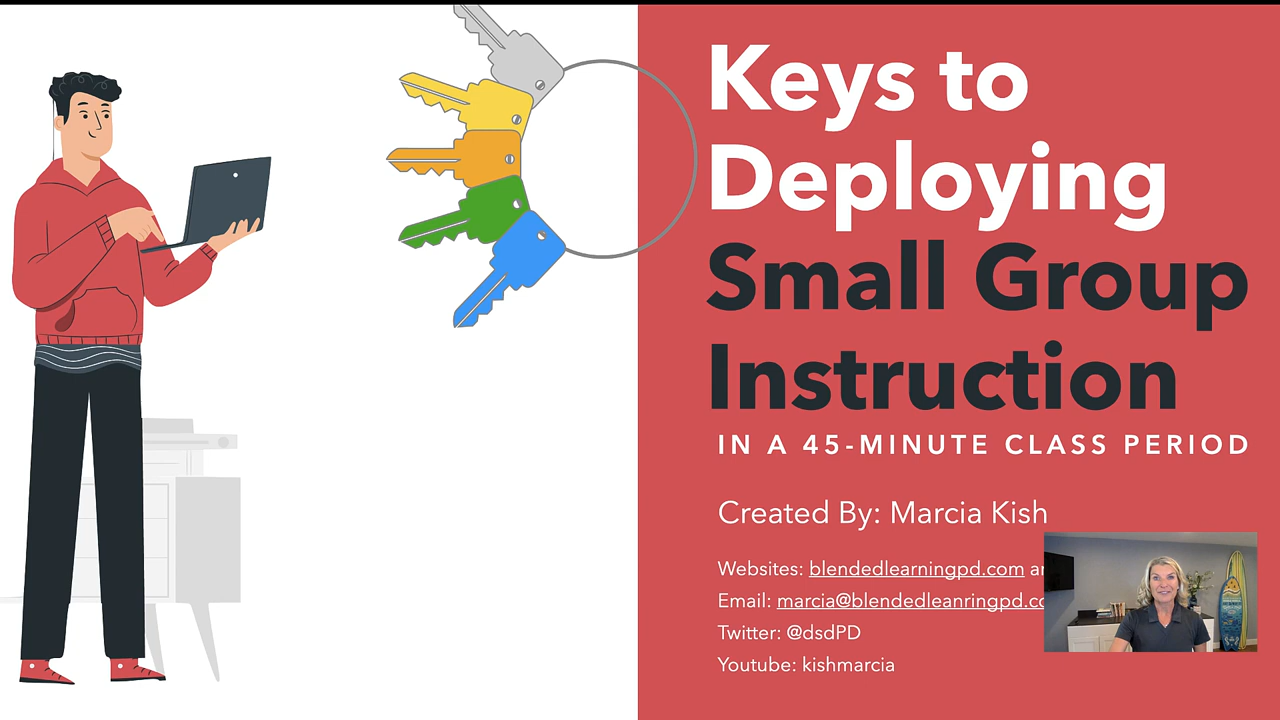 Keys to
Deploying
Small Group
Instruction
IN A 45-MINUTE CLASS PERIOD
Created By: Marcia Kish
Websites: blendedlearningpd.com
Email: marcia@blendedleanringpd.co
Twitter: @dsdPD
Youtube: kishmarcia